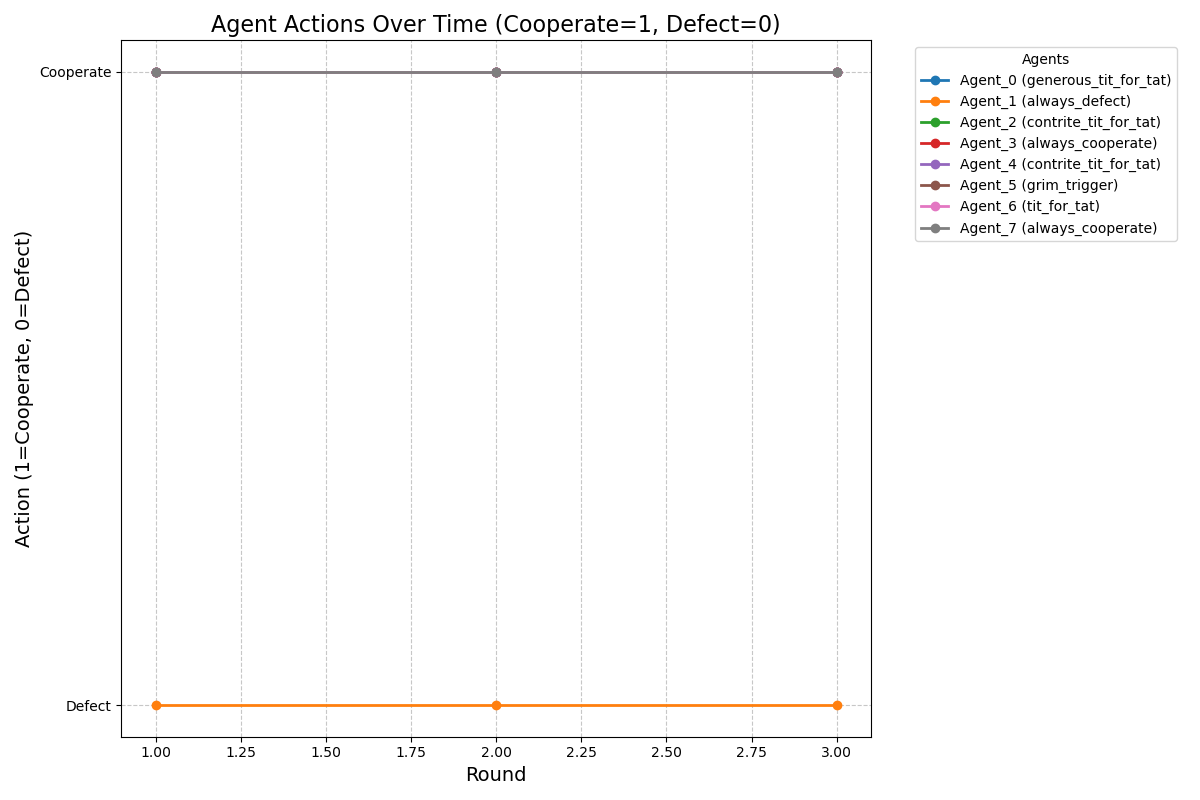 Agent Actions Over Time (Cooperate=1, Defect=0)
Action (1=Cooperate, 0=Defect)
Cooperate
Defect
1.00 1.25 1.50 1.75 2.00 2.25 2.50 2.75 3.00
Round
Agents
Agent_0 (generous_tit_for_tat)
Agent_1 (always_defect)
Agent_2 (contrite_tit_for_tat)
Agent_3 (always_cooperate)
Agent_4 (contrite_tit_for_tat)
Agent_5 (grim_trigger)
Agent_6 (tit_for_tat)
Agent_7 (always_cooperate)